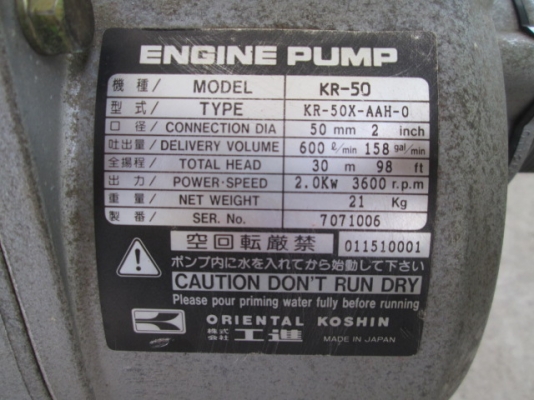 ENGINE PUMP
機種/ MODEL KR-50
型式/ TYPE KR-50X-AAH-0
口径/ CONNECTION DIA 50 mm 2 inch
吐出量/ DELIVERY VOLUME 600 ℓ/min 158 gal/min
全揚程/ TOTAL HEAD 30 m 98 ft
出力/ POWER·SPEED 2.0Kw 3600 r.p.m
重量/ NET WEIGHT 21 Kg
製番/ SER. No. 7071006
空回転厳禁 011510001
ポンプ内に水を入れてから始動して下さい
CAUTION DON'T RUN DRY
Please pour priming water fully before running
ORIENTAL KOSHIN
株式会社 工進 MADE IN JAPAN